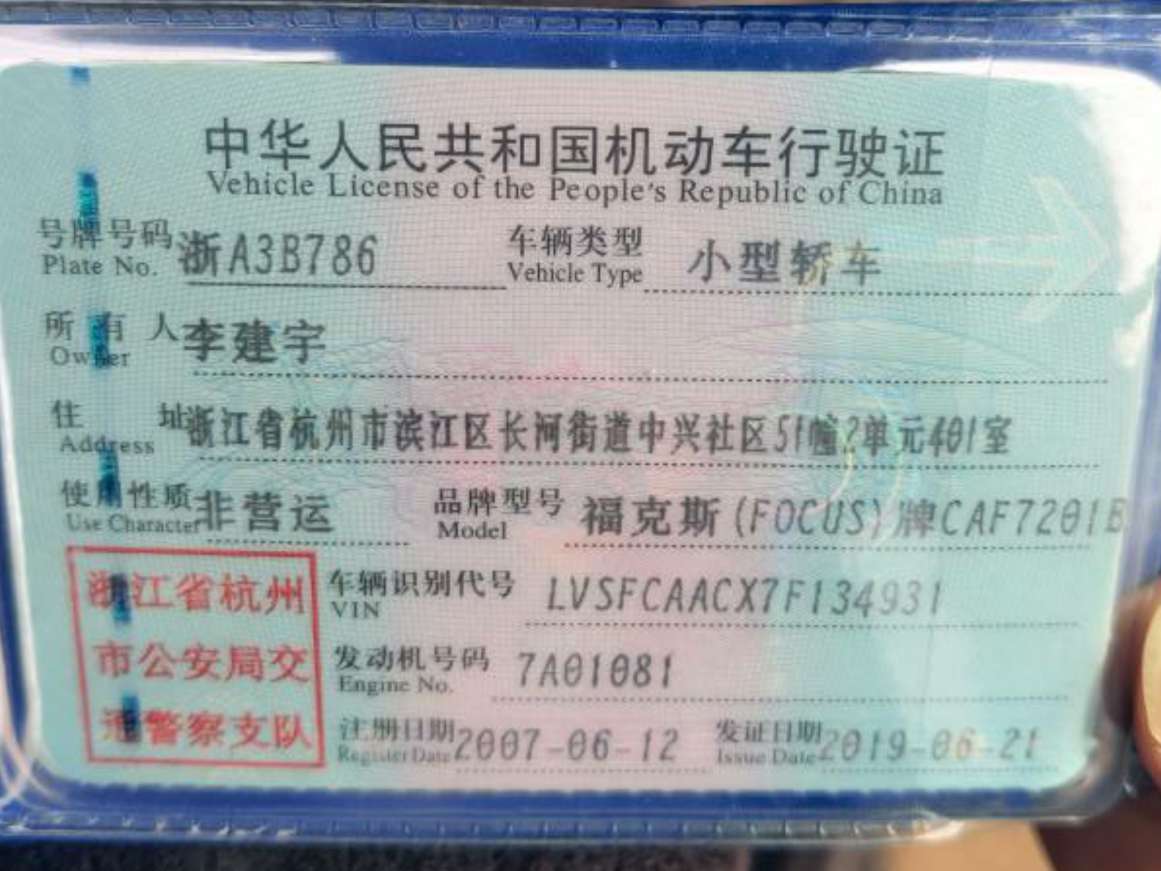 中华人民共和国机动车行驶证
Vehicle License of the People's Republic of China
号牌号码 浙A3B786 车辆类型 小型轿车
Plate No. Vehicle Type
所有人 李建宇
Owner
住址 浙江省杭州市滨江区长河街道中兴社区51幢2单元401室
Address
使用性质 非营运 品牌型号 福克斯(FOCUS)牌CAF7201B
Use Character Model
浙江省杭州 车辆识别代号 LVSFCAACX7F134931
VIN
市公安局交 发动机号码 7A01081
Engine No.
通警察支队 注册日期 2007-06-12 发证日期 2019-06-21
Register Date Issue Date